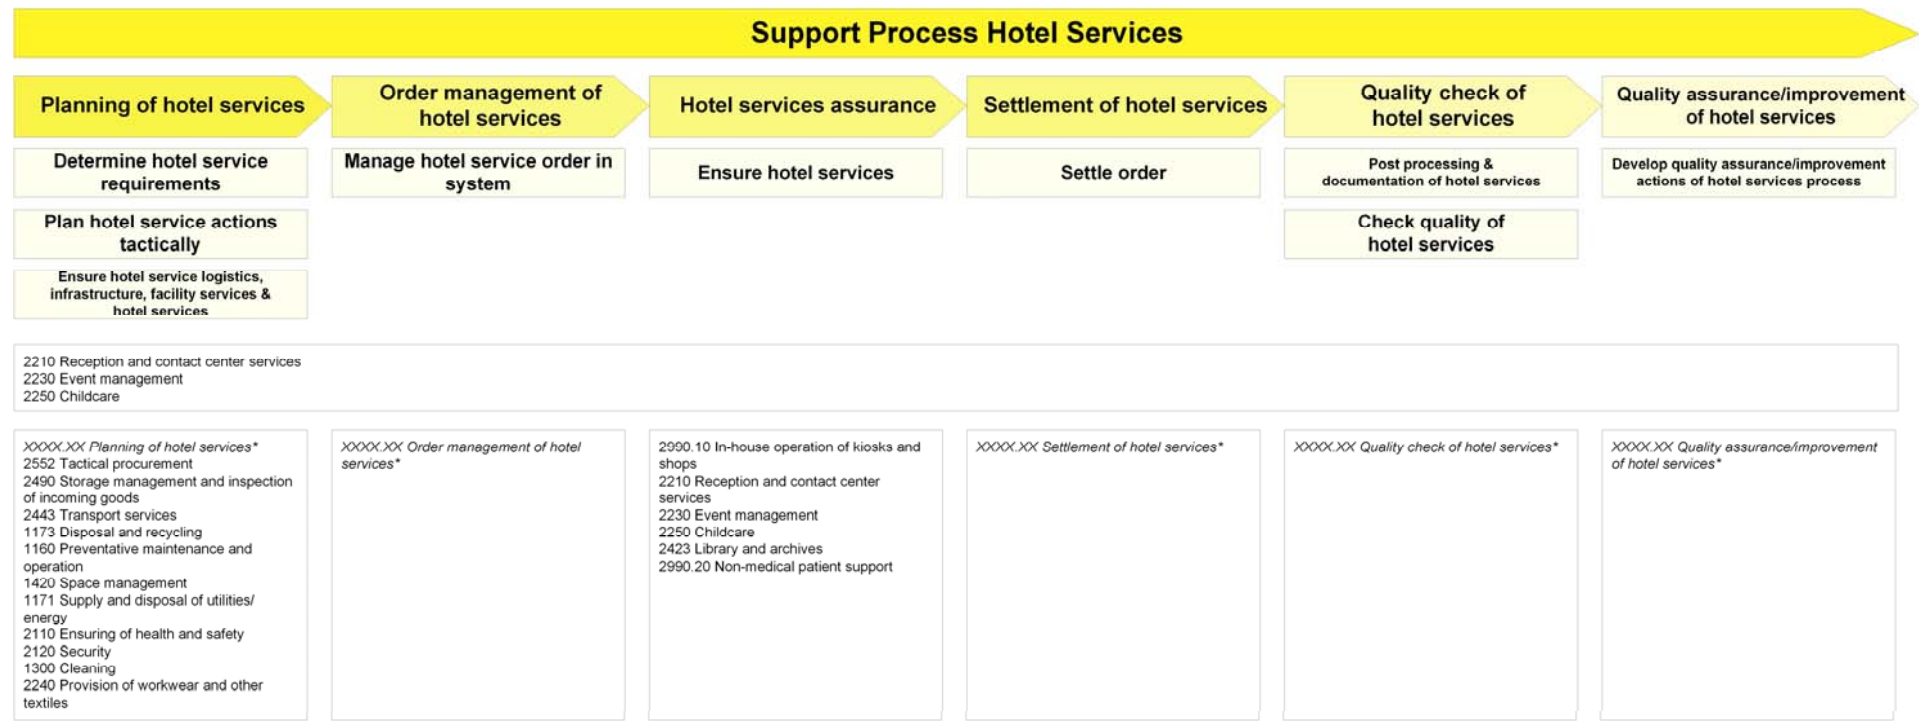 Support Process Hotel Services
Planning of hotel services
Order management of
hotel services
Hotel services assurance
Settlement of hotel services
Quality check of
hotel services
Quality assurance/improvement
of hotel services
Determine hotel service
requirements
Manage hotel service order in
system
Ensure hotel services
Settle order
Post processing &
documentation of hotel services
Develop quality assurance/improvement
actions of hotel services process
Plan hotel service actions
tactically
Check quality of
hotel services
Ensure hotel service logistics,
infrastructure, facility services &
hotel services
2210 Reception and contact center services
2230 Event management
2250 Childcare
XXXX.XX Planning of hotel services*
2552 Tactical procurement
2490 Storage management and inspection
of incoming goods
2443 Transport services
1173 Disposal and recycling
1160 Preventative maintenance and
operation
1420 Space management
1171 Supply and disposal of utilities/
energy
2110 Ensuring of health and safety
2120 Security
1300 Cleaning
2240 Provision of workwear and other
textiles
XXXX.XX Order management of hotel
services*
2990.10 In-house operation of kiosks and
shops
2210 Reception and contact center
services
2230 Event management
2250 Childcare
2423 Library and archives
2990.20 Non-medical patient support
XXXX.XX Settlement of hotel services*
XXXX.XX Quality check of hotel services*
XXXX.XX Quality assurance/improvement
of hotel services*